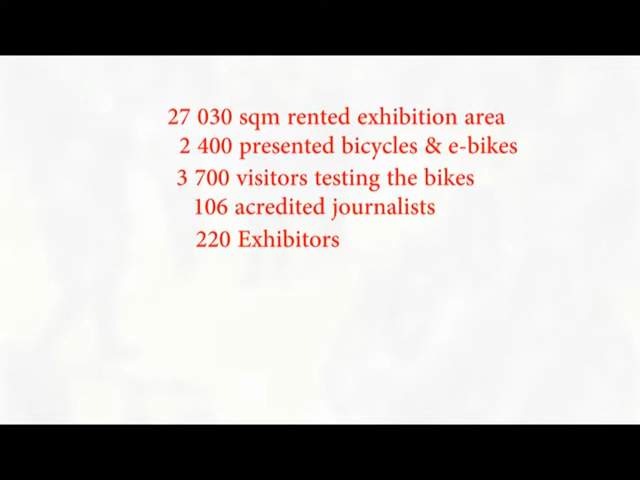 27 030 sqm rented exhibition area
2 400 presented bicycles & e-bikes
3 700 visitors testing the bikes
106 acredited journalists
220 Exhibitors